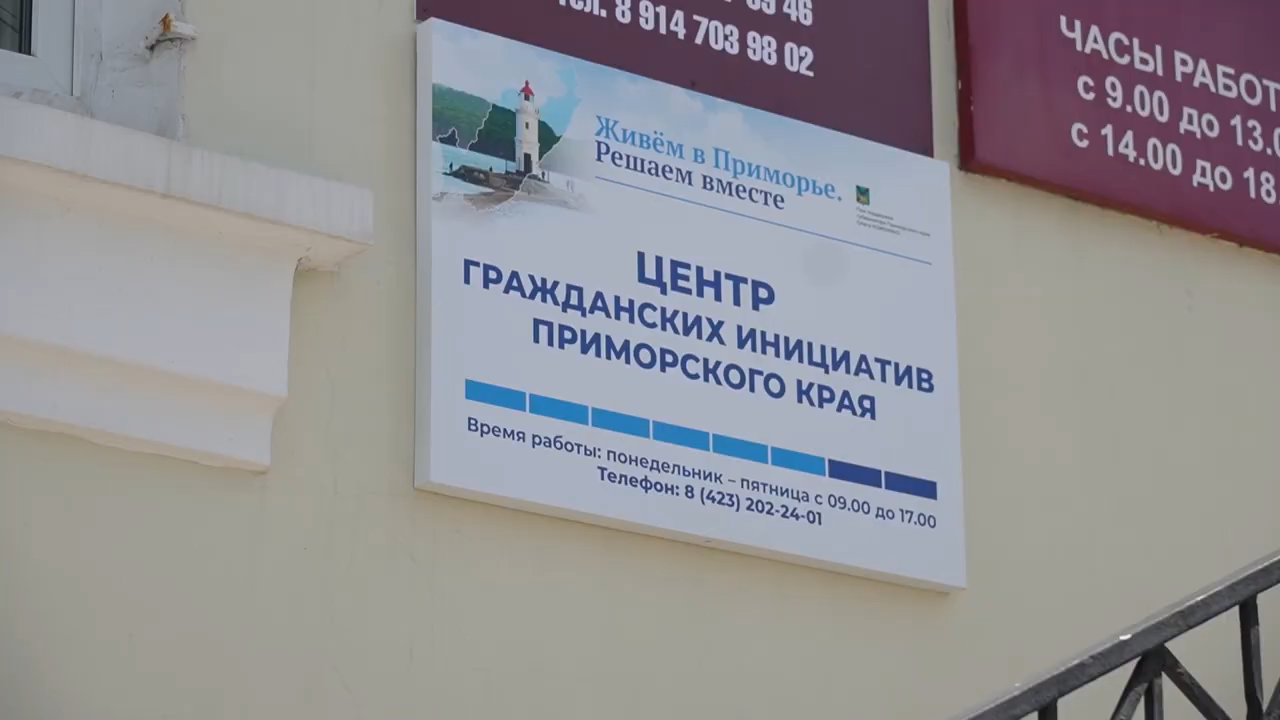 тел. 8 914 703 98 02
ЧАСЫ РАБОТ
с 9.00 до 13.0
с 14.00 до 18.
Живём в Приморье.
Решаем вместе
ЦЕНТР
ГРАЖДАНСКИХ ИНИЦИАТИВ
ПРИМОРСКОГО КРАЯ
Время работы: понедельник – пятница с 09.00 до 17.00
Телефон: 8 (423) 202-24-01